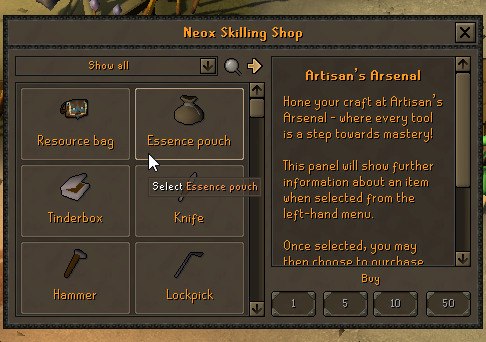 Neox Skilling Shop
Show all
Resource bag
Essence pouch
Select Essence pouch
Tinderbox
Knife
Hammer
Lockpick
Artisan's Arsenal
Hone your craft at Artisan's
Arsenal - where every tool
is a step towards mastery!
This panel will show further
information about an item
when selected from the
left-hand menu.
Once selected, you may
then choose to purchase
Buy
1
5
10
50